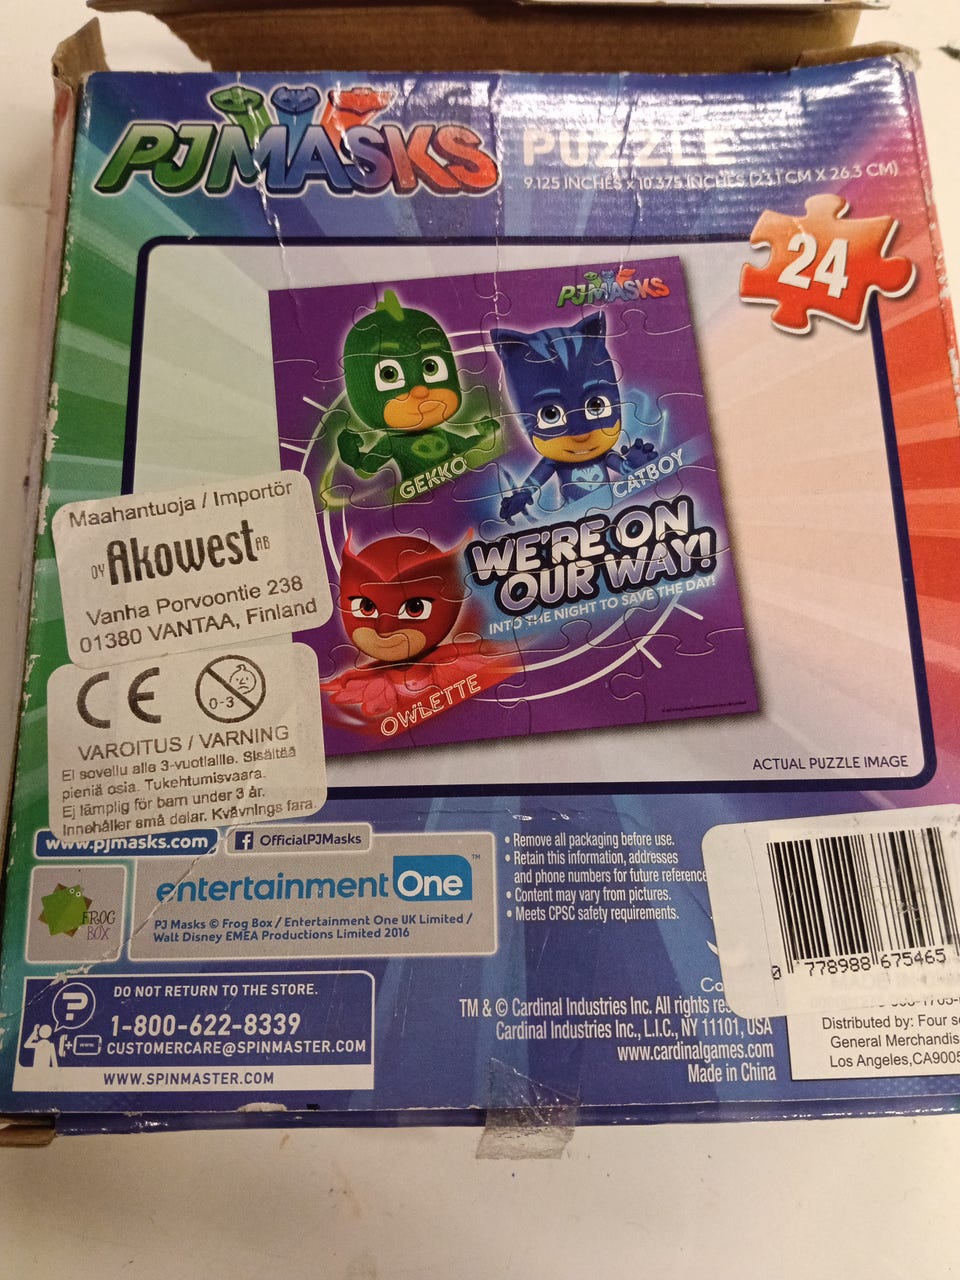 PJMASKS
PUZZLE
9.125 INCHES x 10.375 INCHES (23.1 CM X 26.3 CM)
24
PJMASKS
GEKKO
CATBOY
WE'RE ON
OUR WAY!
INTO THE NIGHT TO SAVE THE DAY!
OWLETTE
ACTUAL PUZZLE IMAGE
Maahantuoja / Importör
OY Akowest AB
Vanha Porvoontie 238
01380 VANTAA, Finland
CE
0-3
VAROITUS / VARNING
Ei sovellu alle 3-vuotiaille. Sisältää
pieniä osia. Tukehtumisvaara.
Ej lämplig för barn under 3 år.
Innehåller små delar. Kvävnings fara.
www.pjmasks.com
f OfficialPJMasks
FROG
BOX
entertainment One ™
PJ Masks © Frog Box / Entertainment One UK Limited /
Walt Disney EMEA Productions Limited 2016
• Remove all packaging before use.
• Retain this information, addresses
and phone numbers for future reference
• Content may vary from pictures.
• Meets CPSC safety requirements.
0 778988 675465
DO NOT RETURN TO THE STORE.
1-800-622-8339
www. CUSTOMERCARE@SPINMASTER.COM
WWW.SPINMASTER.COM
TM & © Cardinal Industries Inc. All rights
Cardinal Industries Inc., L.I.C., NY 11101, USA
www.cardinalgames.com
Made in China
Distributed by: Four
General
Los Angeles,